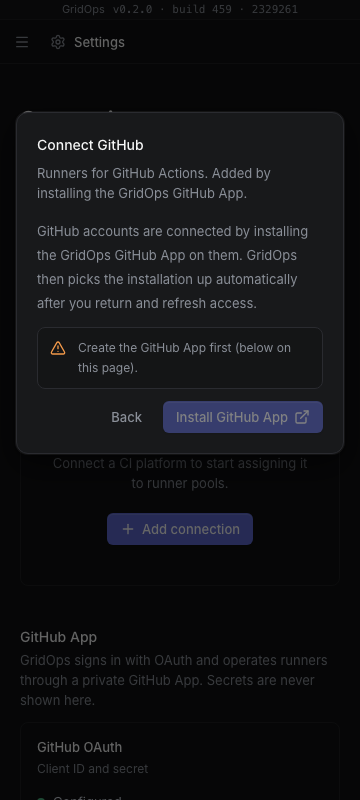 GridOps v0.2.0 · build 459 · 2329261
Settings
Connect GitHub
Runners for GitHub Actions. Added by
installing the GridOps GitHub App.
GitHub accounts are connected by installing
the GridOps GitHub App on them. GridOps
then picks the installation up automatically
after you return and refresh access.
Create the GitHub App first (below on
this page).
Back
Install GitHub App
Connect a CI platform to start assigning it
to runner pools.
Add connection
GitHub App
GridOps signs in with OAuth and operates runners
through a private GitHub App. Secrets are never
shown here.
GitHub OAuth
Client ID and secret
Configured